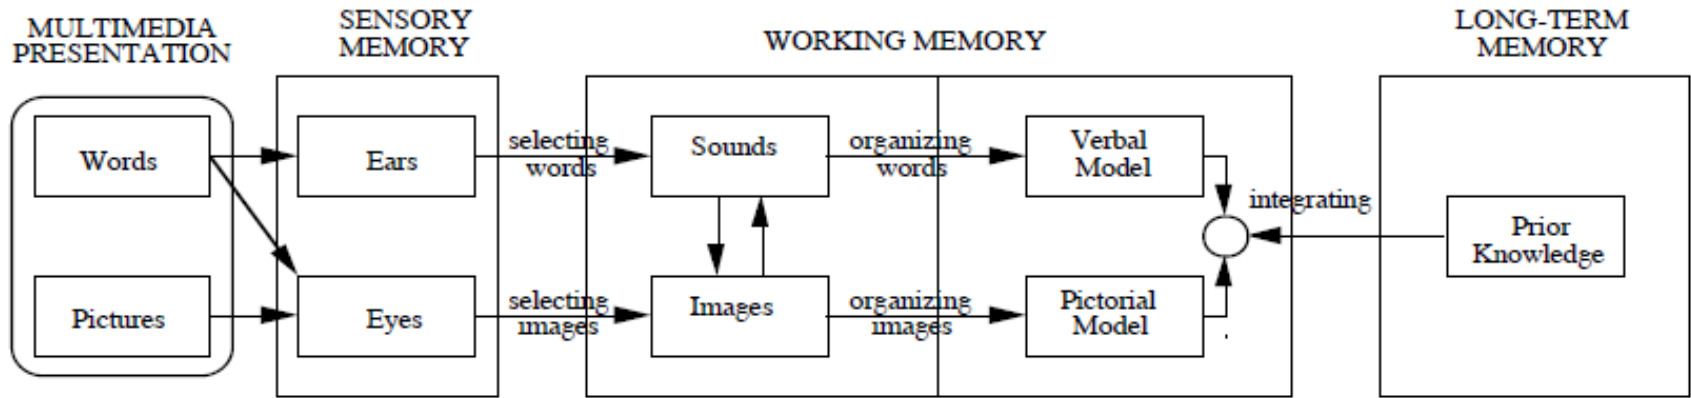 MULTIMEDIA
PRESENTATION
SENSORY
MEMORY
WORKING MEMORY
LONG-TERM
MEMORY
Words
Ears
selecting
words
Sounds
organizing
words
Verbal
Model
integrating
Prior
Knowledge
Pictures
Eyes
selecting
images
Images
organizing
images
Pictorial
Model